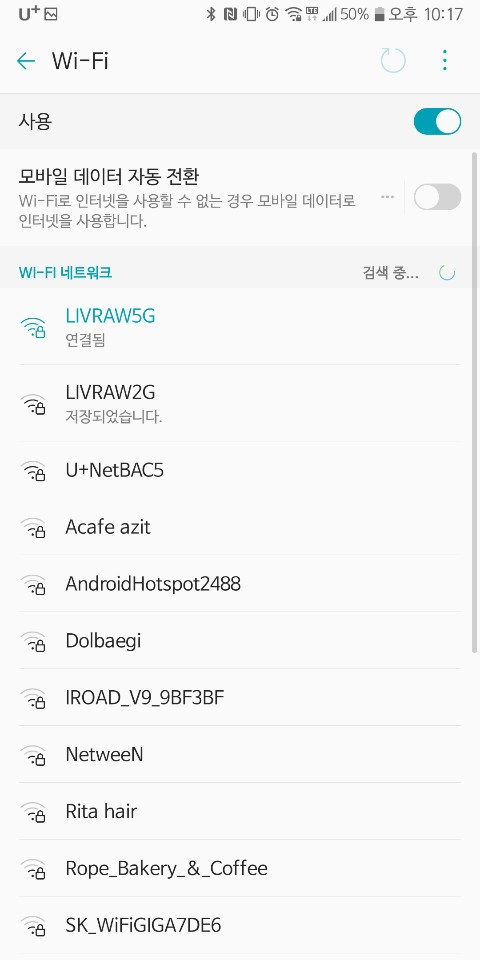 U+ LTE 50% 오후 10:17
Wi-Fi
사용
모바일 데이터 자동 전환
Wi-Fi로 인터넷을 사용할 수 없는 경우 모바일 데이터로
인터넷을 사용합니다.
WI-FI 네트워크 검색 중...
LIVRAW5G
연결됨
LIVRAW2G
저장되었습니다.
U+NetBAC5
Acafe azit
AndroidHotspot2488
Dolbaegi
IROAD_V9_9BF3BF
NetweeN
Rita hair
Rope_Bakery_&_Coffee
SK_WiFiGIGA7DE6